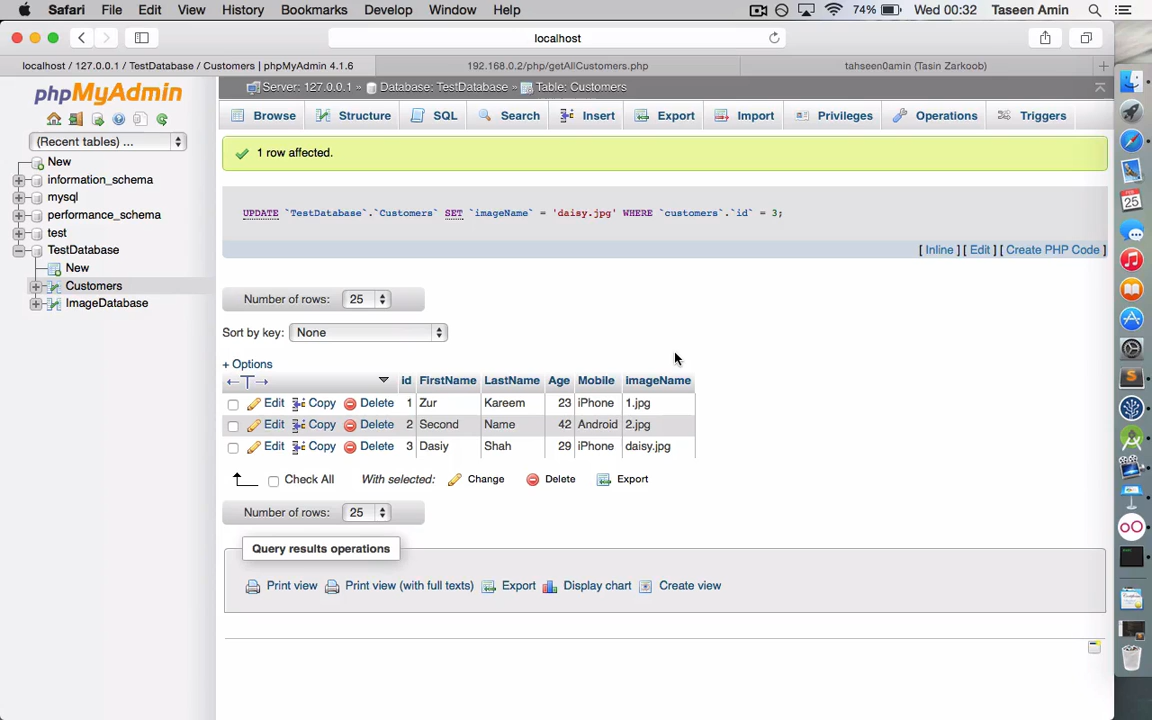 Safari File Edit View History Bookmarks Develop Window Help 74% Wed 00:32 Taseen Amin
localhost
localhost / 127.0.0.1 / TestDatabase / Customers | phpMyAdmin 4.1.6 192.168.0.2/php/getAllCustomers.php tahseen0amin (Tasin Zarkoob)
phpMyAdmin
(Recent tables) ...
New
information_schema
mysql
performance_schema
test
TestDatabase
New
Customers
ImageDatabase
Server: 127.0.0.1 » Database: TestDatabase » Table: Customers
Browse Structure SQL Search Insert Export Import Privileges Operations Triggers
1 row affected.
UPDATE `TestDatabase`.`Customers` SET `imageName` = 'daisy.jpg' WHERE `customers`.`id` = 3;
[ Inline ] [ Edit ] [ Create PHP Code ]
Number of rows: 25
Sort by key: None
+ Options
←T→ id FirstName LastName Age Mobile ImageName
Edit Copy Delete 1 Zur Kareem 23 iPhone 1.jpg
Edit Copy Delete 2 Second Name 42 Android 2.jpg
Edit Copy Delete 3 Dasiy Shah 29 iPhone daisy.jpg
Check All With selected: Change Delete Export
Number of rows: 25
Query results operations
Print view Print view (with full texts) Export Display chart Create view